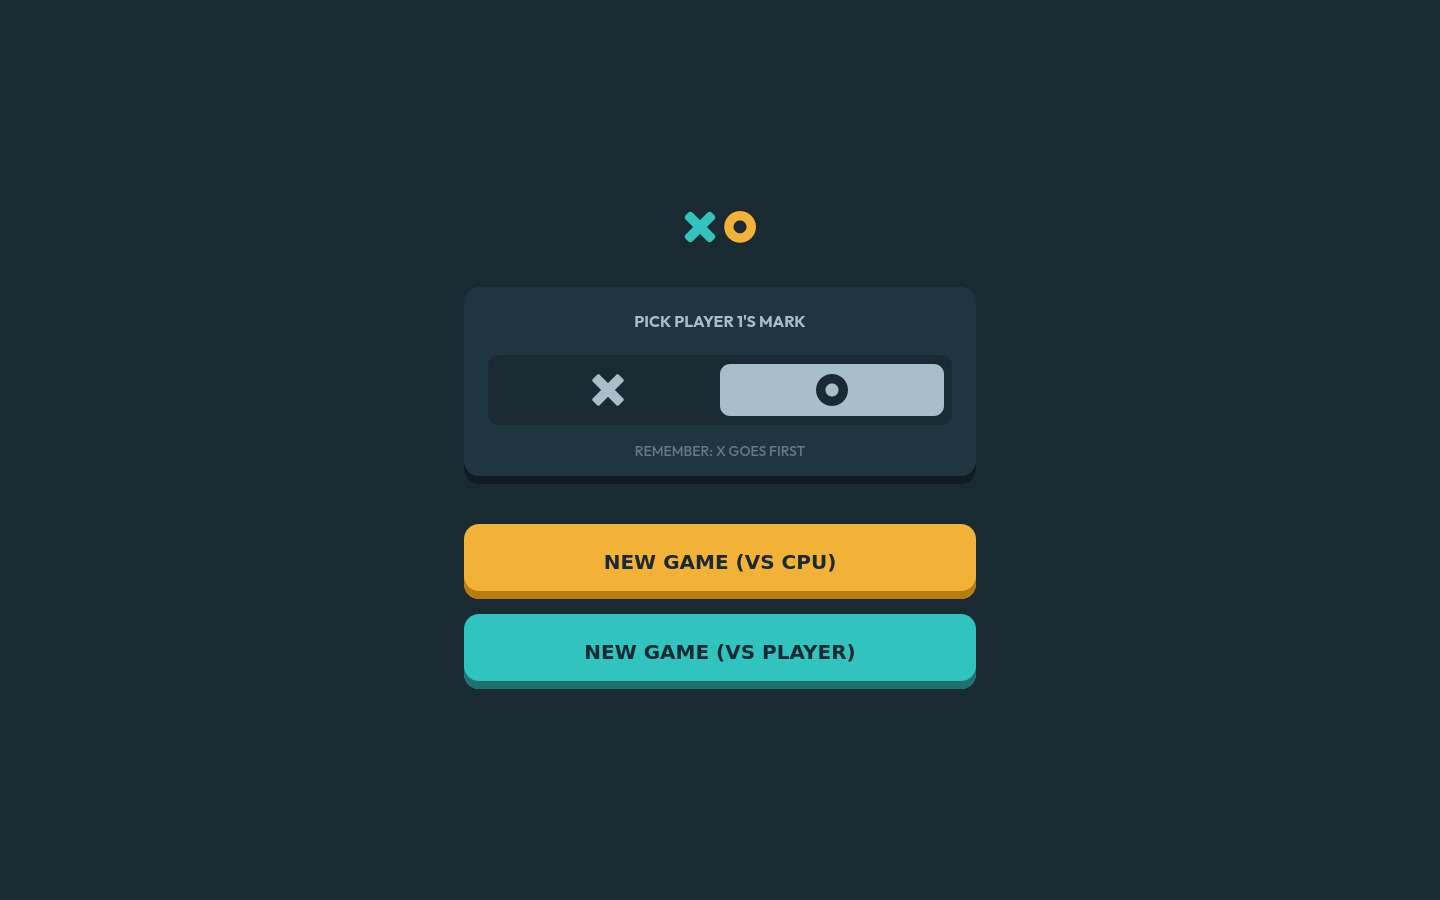 PICK PLAYER 1'S MARK
REMEMBER: X GOES FIRST
NEW GAME (VS CPU)
NEW GAME (VS PLAYER)